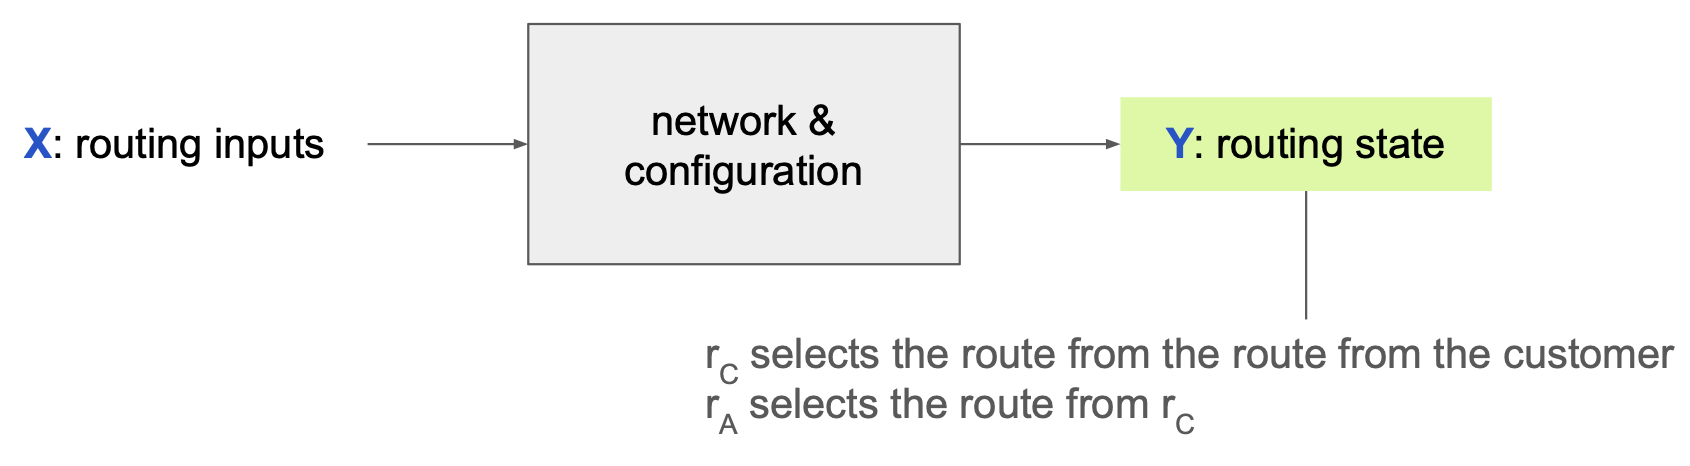 X: routing inputs
network &
configuration
Y: routing state
r_C selects the route from the route from the customer
r_A selects the route from r_C